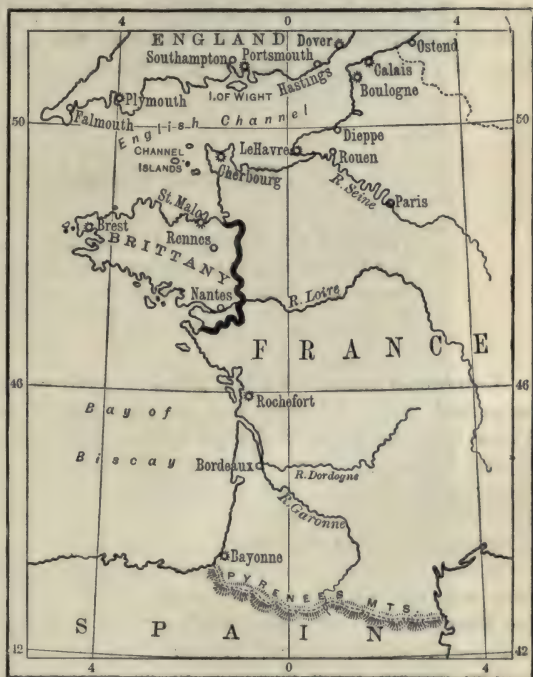 4 0 4
ENGLAND
Dover
Ostend
Southampton Portsmouth
Calais
Hastings
Boulogne
I. OF WIGHT
Plymouth
Falmouth
English Channel
50 50
Dieppe
CHANNEL
ISLANDS
LeHavre
Rouen
Cherbourg
R. Seine
Paris
St. Malo
Brest
Rennes
BRITTANY
Nantes
R. Loire
FRANCE
46 46
Rochefort
Bay of
Biscay
Bordeaux
R. Dordogne
R. Garonne
Bayonne
PYRENEES MTS.
SPAIN
42 42
4 0 4